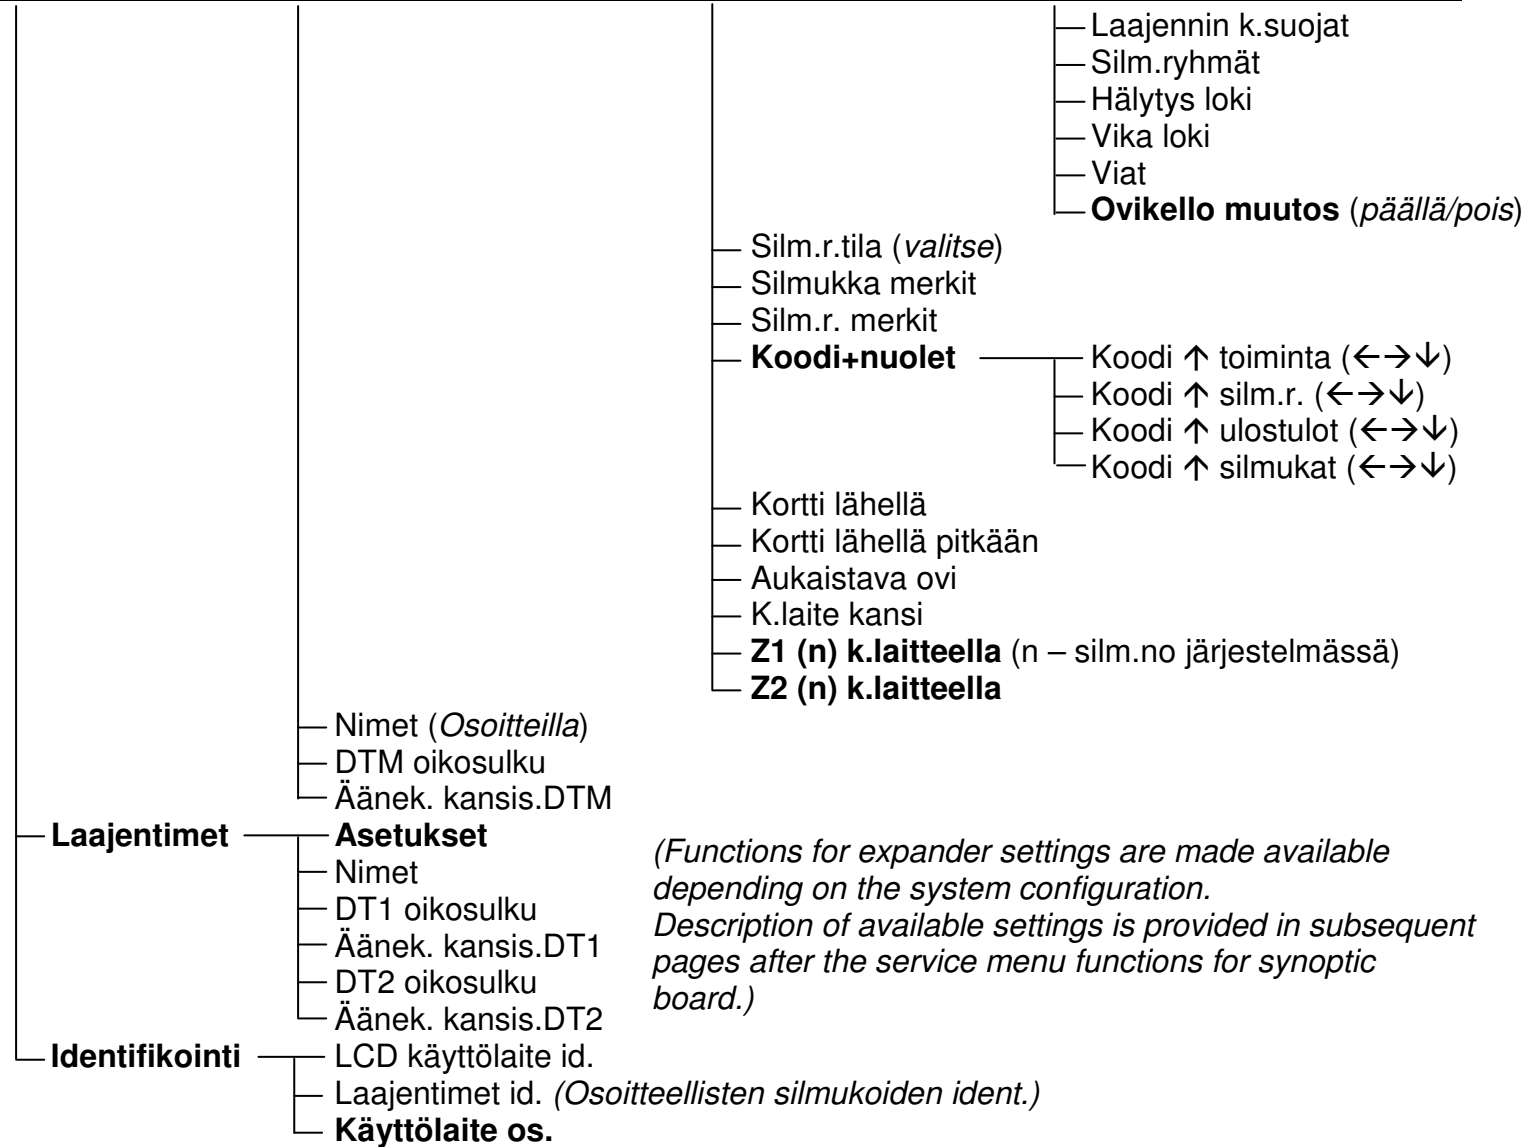 Laajennin k.suojat
Silm.ryhmät
Hälytys loki
Vika loki
Viat
Ovikello muutos (päällä/pois)
Silm.r.tila (valitse)
Silmukka merkit
Silm.r. merkit
Koodi+nuolet
Koodi ↑ toiminta (←→↓)
Koodi ↑ silm.r. (←→↓)
Koodi ↑ ulostulot (←→↓)
Koodi ↑ silmukat (←→↓)
Kortti lähellä
Kortti lähellä pitkään
Aukaistava ovi
K.laite kansi
Z1 (n) k.laitteella (n – silm.no järjestelmässä)
Z2 (n) k.laitteella
Nimet (Osoitteilla)
DTM oikosulku
Äänek. kansis.DTM
Laajentimet
Asetukset
Nimet
DT1 oikosulku
Äänek. kansis.DT1
DT2 oikosulku
Äänek. kansis.DT2
(Functions for expander settings are made available
depending on the system configuration.
Description of available settings is provided in subsequent
pages after the service menu functions for synoptic
board.)
Identifikointi
LCD käyttölaite id.
Laajentimet id. (Osoitteellisten silmukoiden ident.)
Käyttölaite os.